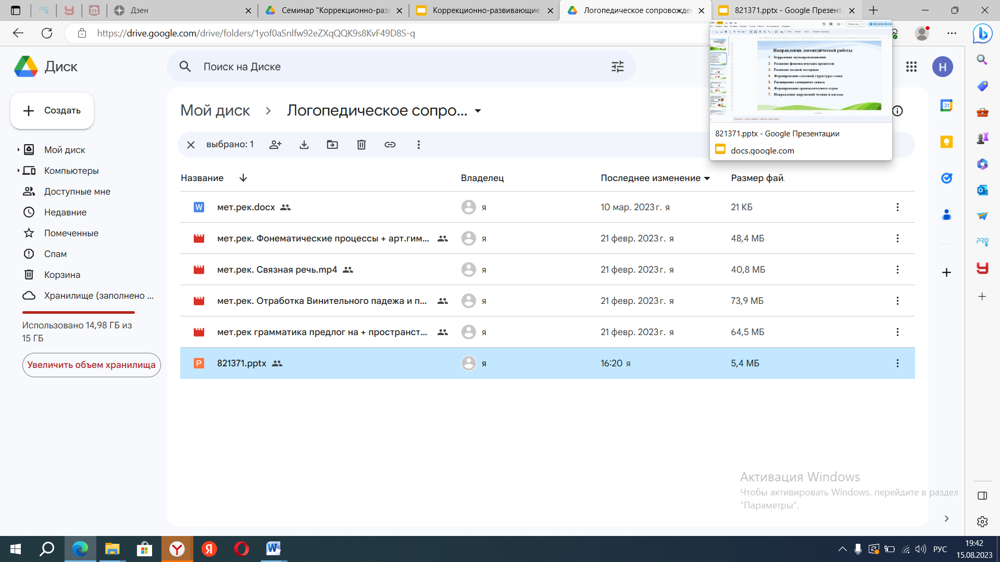 Дзен
Семинар "Коррекционно-разв
Коррекционно-развивающие
Логопедическое сопровожден
821371.pptx - Google Презента
https://drive.google.com/drive/folders/1yof0aSnlfw92eZXqQQK9s8KvF49D8S-q
Диск
Поиск на Диске
H
Создать
Мой диск
Логопедическое сопро...
Направления логопедической работы
1. Коррекция звукопроизношения
2. Развитие фонематических процессов
3. Развитие мелкой моторики
4. Формирование слоговой структуры слова
5. Расширение словарного запаса
6. Формирование грамматического строя
7. Исправление нарушений чтения и письма
821371.pptx - Google Презентации
docs.google.com
выбрано: 1
Мой диск
Компьютеры
Доступные мне
Недавние
Помеченные
Спам
Корзина
Хранилище (заполнено ...
Использовано 14,98 ГБ из
15 ГБ
Увеличить объем хранилища
Название Владелец Последнее изменение Размер фай
мет.рек.docx я 10 мар. 2023 г. я 21 КБ
мет.рек. Фонематические процессы + арт.гим... я 21 февр. 2023 г. я 48,4 МБ
мет.рек. Связная речь.mp4 я 21 февр. 2023 г. я 40,8 МБ
мет.рек. Отработка Винительного падежа и п... я 21 февр. 2023 г. я 73,9 МБ
мет.рек грамматика предлог на + пространст... я 21 февр. 2023 г. я 64,5 МБ
821371.pptx я 16:20 я 5,4 МБ
31
Активация Windows
Чтобы активировать Windows, перейдите в раздел
"Параметры".
РУС
19:42
15.08.2023